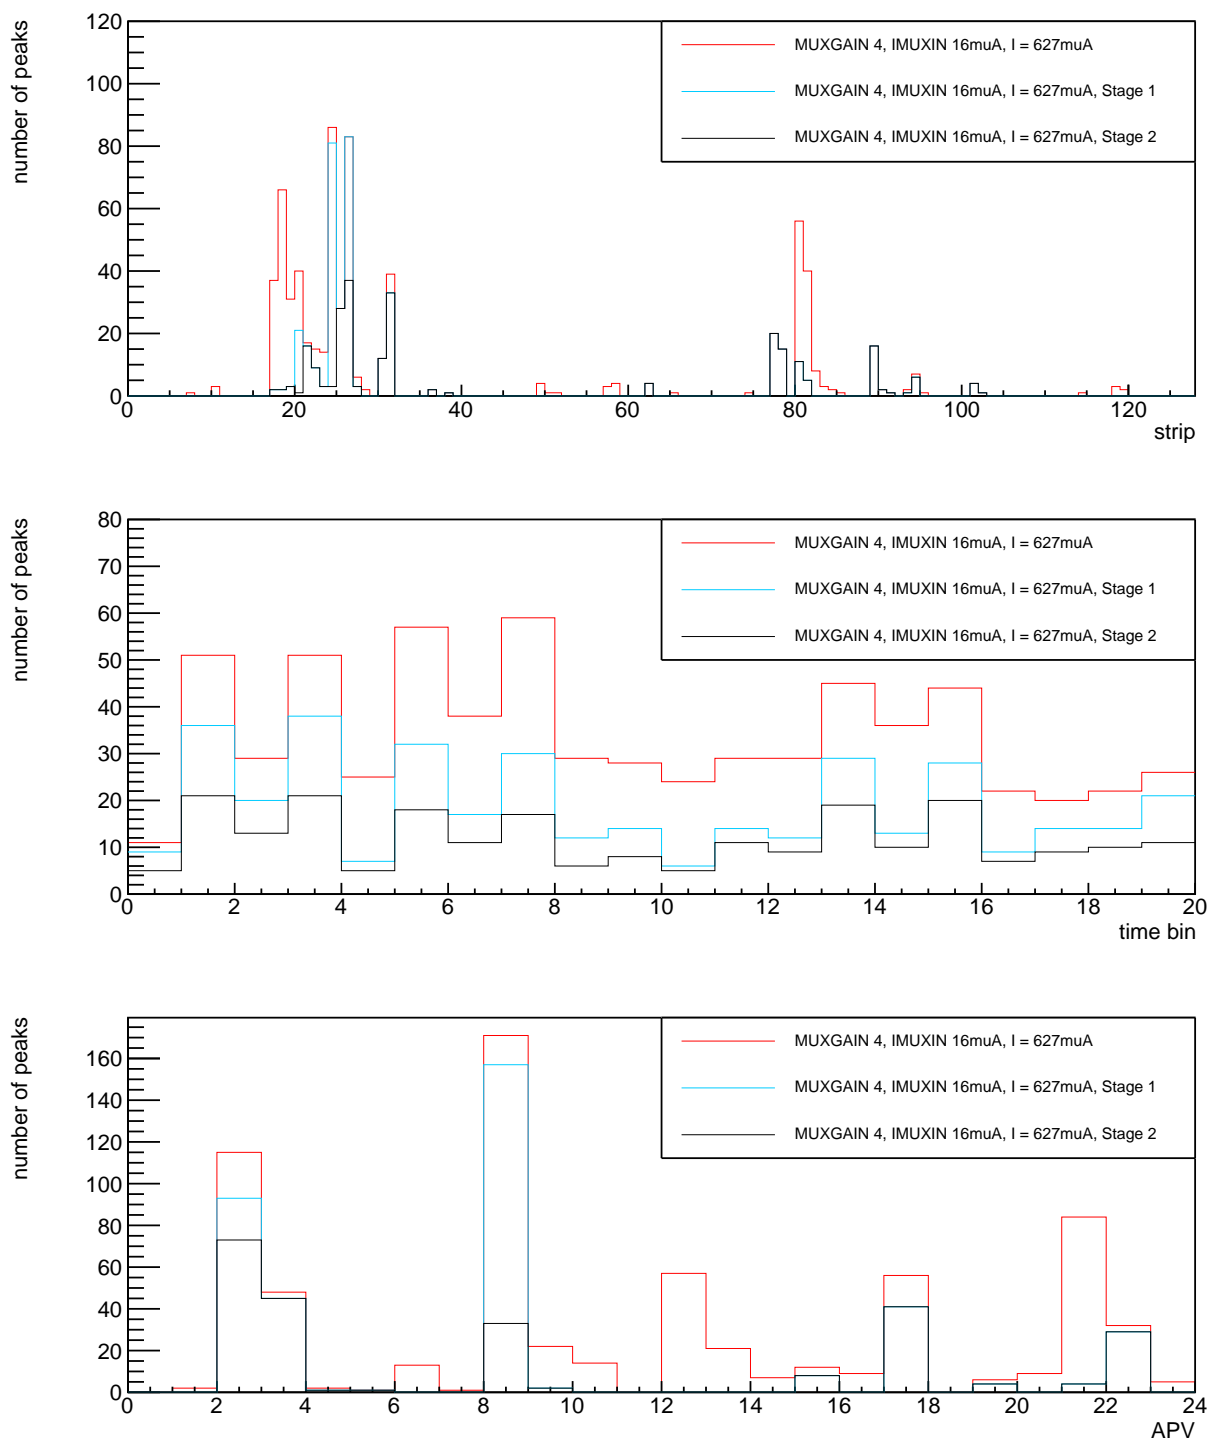 number of peaks
120
100
80
60
40
20
0
MUXGAIN 4, IMUXIN 16muA, I = 627muA
MUXGAIN 4, IMUXIN 16muA, I = 627muA, Stage 1
MUXGAIN 4, IMUXIN 16muA, I = 627muA, Stage 2
0 20 40 60 80 100 120
strip
number of peaks
80
70
60
50
40
30
20
10
0
MUXGAIN 4, IMUXIN 16muA, I = 627muA
MUXGAIN 4, IMUXIN 16muA, I = 627muA, Stage 1
MUXGAIN 4, IMUXIN 16muA, I = 627muA, Stage 2
0 2 4 6 8 10 12 14 16 18 20
time bin
number of peaks
160
140
120
100
80
60
40
20
0
MUXGAIN 4, IMUXIN 16muA, I = 627muA
MUXGAIN 4, IMUXIN 16muA, I = 627muA, Stage 1
MUXGAIN 4, IMUXIN 16muA, I = 627muA, Stage 2
0 2 4 6 8 10 12 14 16 18 20 22 24
APV